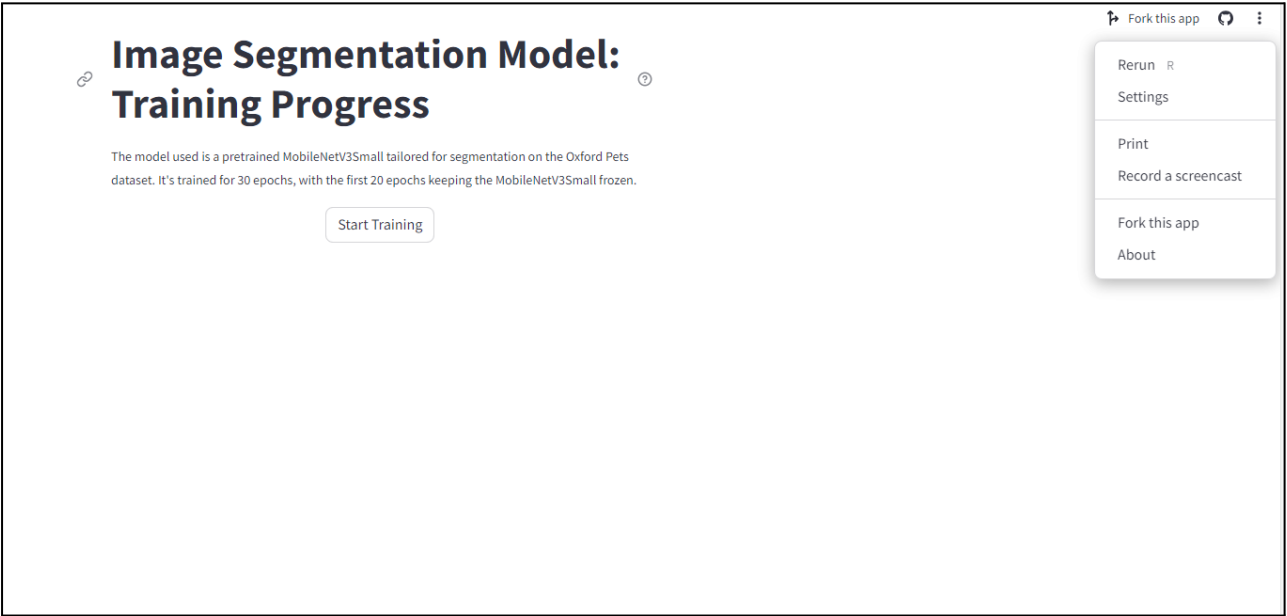 Fork this app
Image Segmentation Model:
Training Progress
The model used is a pretrained MobileNetV3Small tailored for segmentation on the Oxford Pets
dataset. It's trained for 30 epochs, with the first 20 epochs keeping the MobileNetV3Small frozen.
Start Training
Rerun R
Settings
Print
Record a screencast
Fork this app
About